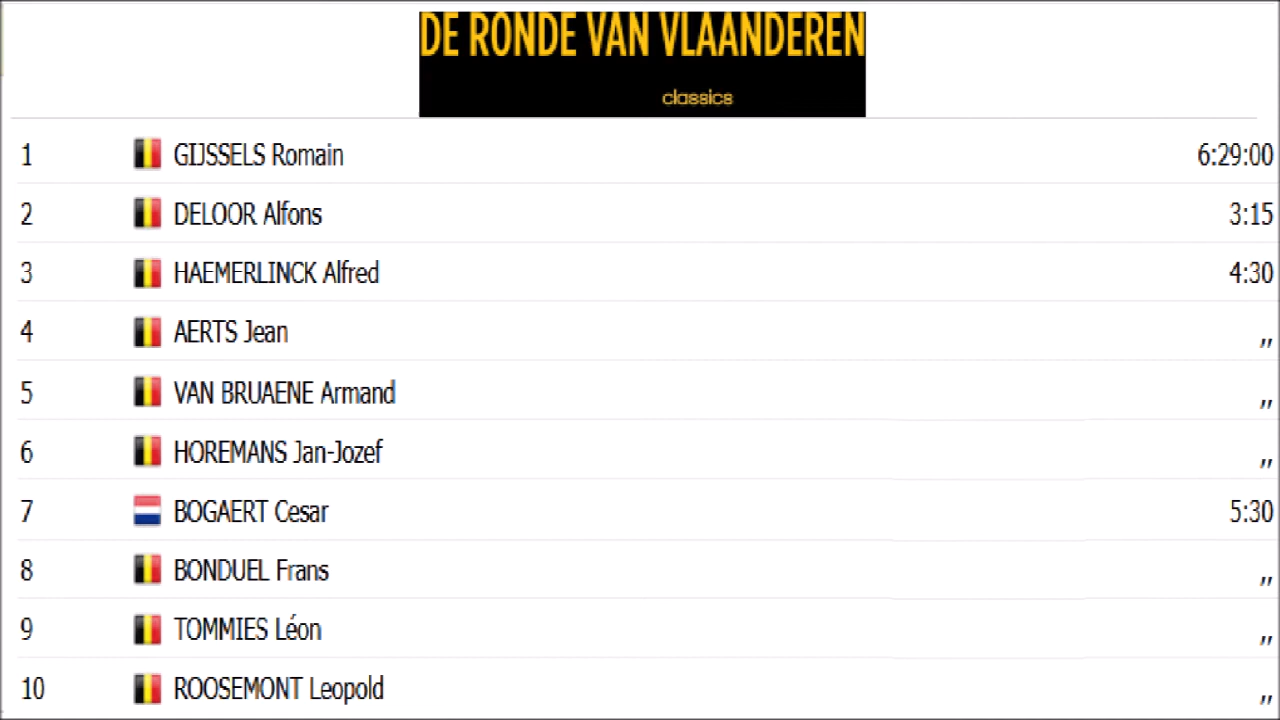 DE RONDE VAN VLAANDEREN
classics
1 GIJSSELS Romain 6:29:00
2 DELOOR Alfons 3:15
3 HAEMERLINCK Alfred 4:30
4 AERTS Jean ,,
5 VAN BRUAENE Armand ,,
6 HOREMANS Jan-Jozef ,,
7 BOGAERT Cesar 5:30
8 BONDUEL Frans ,,
9 TOMMIES Léon ,,
10 ROOSEMONT Leopold ,,